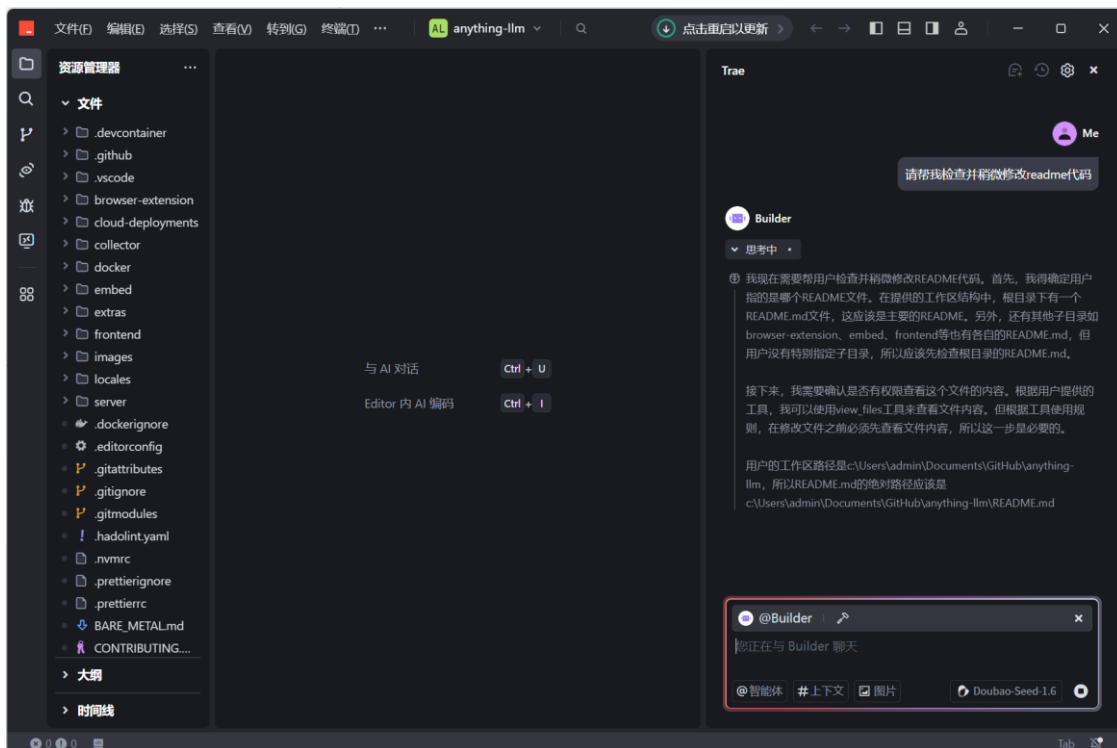 文件(F) 编辑(E) 选择(S) 查看(V) 转到(G) 终端(T) ··· AL anything-llm 点击重启以更新
资源管理器 ···
文件
.devcontainer
.github
.vscode
browser-extension
cloud-deployments
collector
docker
embed
extras
frontend
images
locales
server
.dockerignore
.editorconfig
.gitattributes
.gitignore
.gitmodules
.hadolint.yaml
.nvmrc
.prettierignore
.prettierrc
BARE_METAL.md
CONTRIBUTING....
大纲
时间线
与 AI 对话 Ctrl + U
Editor 内 AI 编码 Ctrl + I
Trae
Me
请帮我检查并稍微修改readme代码
Builder
思考中
我现在需要帮用户检查并稍微修改README代码。首先，我得确定用户
指的是哪个README文件。在提供的工作区结构中，根目录下有一个
README.md文件，这应该是主要的README。另外，还有其他子目录如
browser-extension、embed、frontend等也有各自的README.md，但
用户没有特别指定子目录，所以应该先检查根目录的README.md。
接下来，我需要确认是否有权限查看这个文件的内容。根据用户提供的
工具，我可以使用view_files工具来查看文件内容。但根据工具使用规
则，在修改文件之前必须先查看文件内容，所以这一步是必要的。
用户的工作区路径是c:\Users\admin\Documents\GitHub\anything-
llm，所以README.md的绝对路径应该是
c:\Users\admin\Documents\GitHub\anything-llm\README.md
@Builder
您正在与 Builder 聊天
@智能体 #上下文 图片 Doubao-Seed-1.6
0 0 Tab